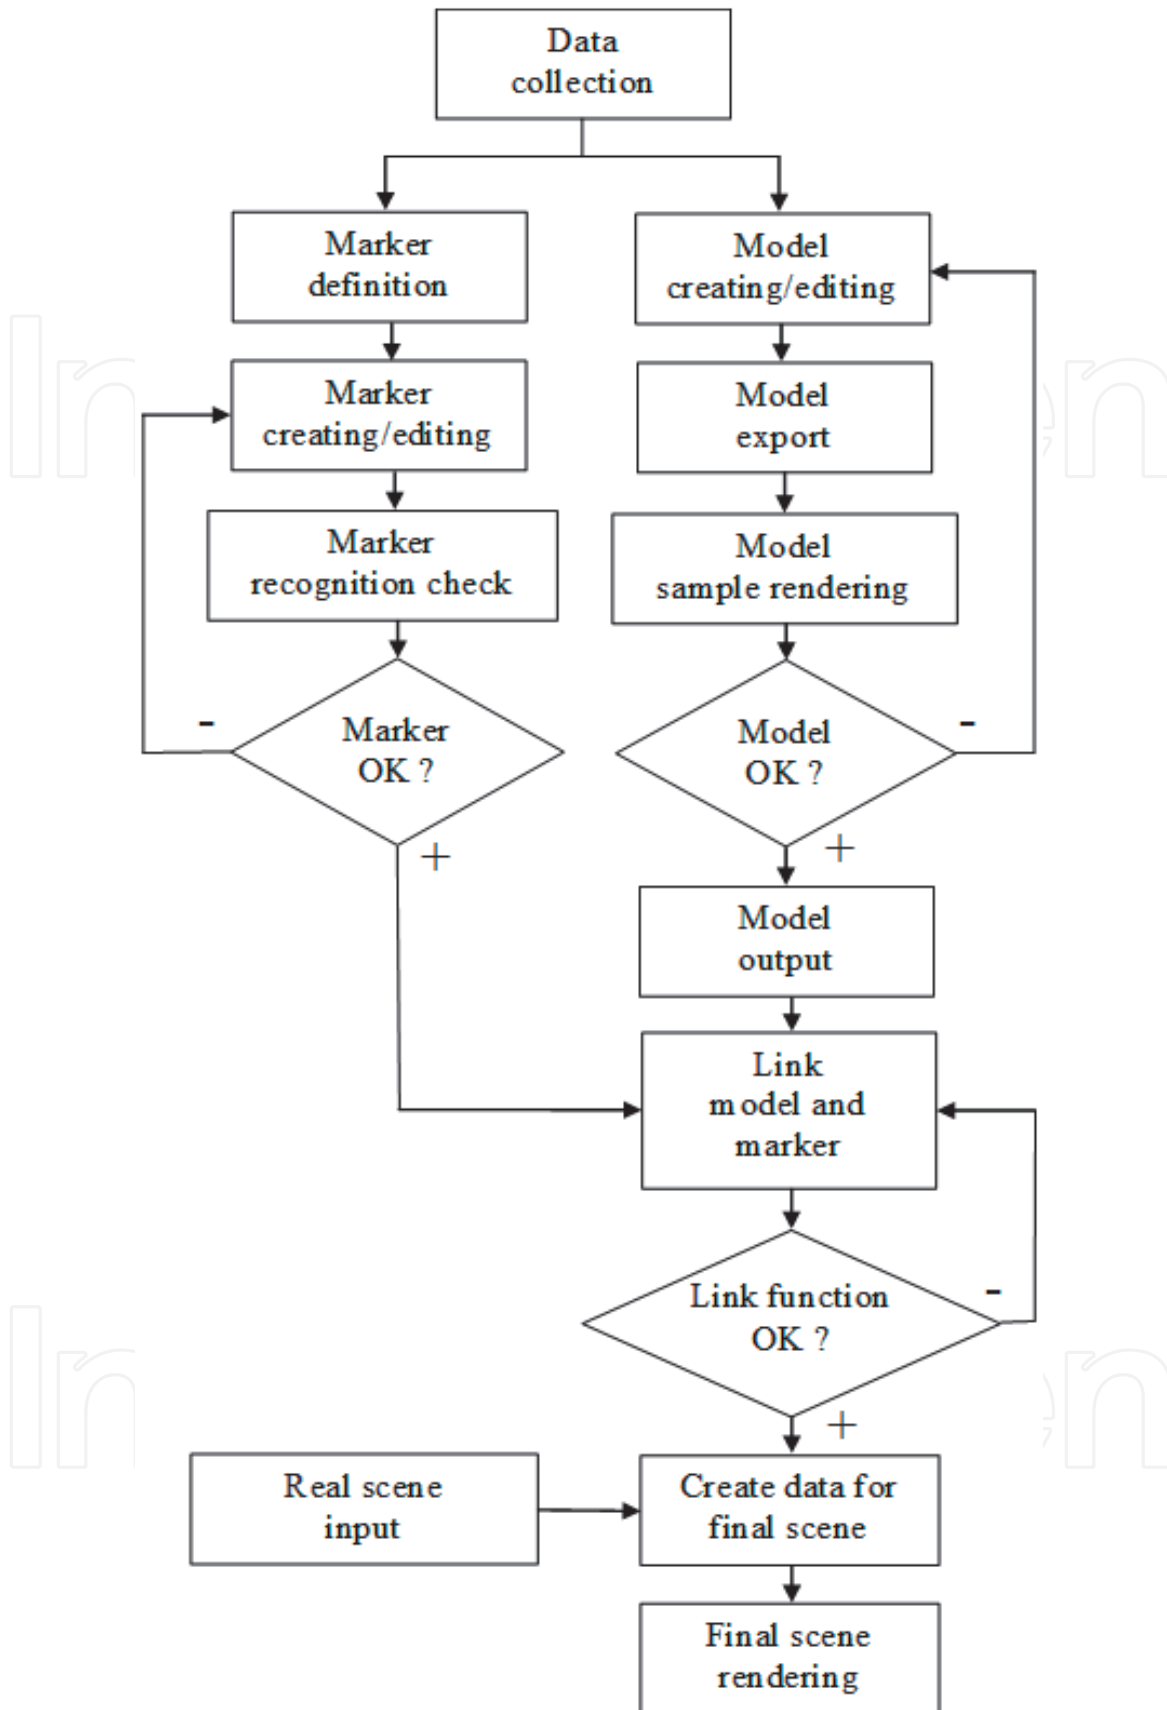 Data
collection
Marker
definition
Model
creating/editing
Marker
creating/editing
Model
export
Marker
recognition check
Model
sample rendering
-
Marker
OK ?
+
-
Model
OK ?
+
Model
output
Link
model and
marker
-
Link function
OK ?
+
Real scene
input
Create data for
final scene
Final scene
rendering